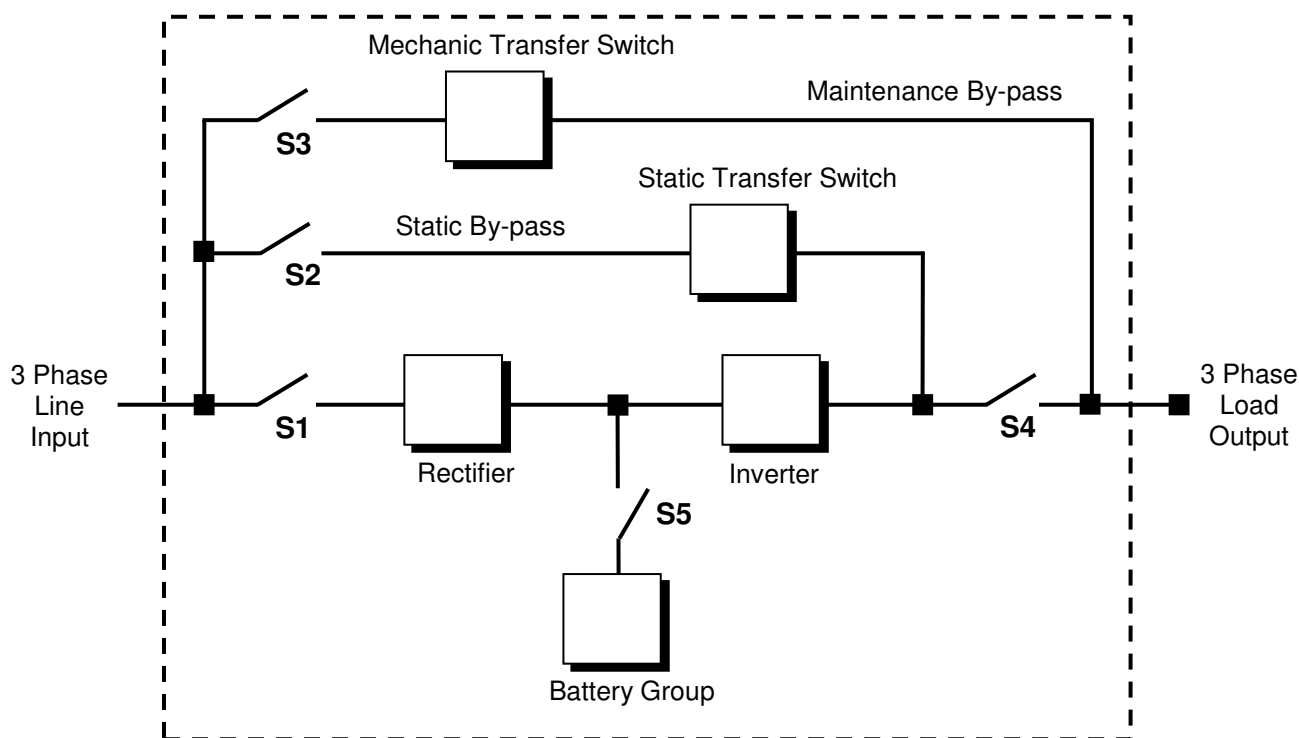 Mechanic Transfer Switch
Maintenance By-pass
S3
Static Transfer Switch
Static By-pass
S2
3 Phase
Line
Input
S1
Rectifier
Inverter
S4
3 Phase
Load
Output
S5
Battery Group